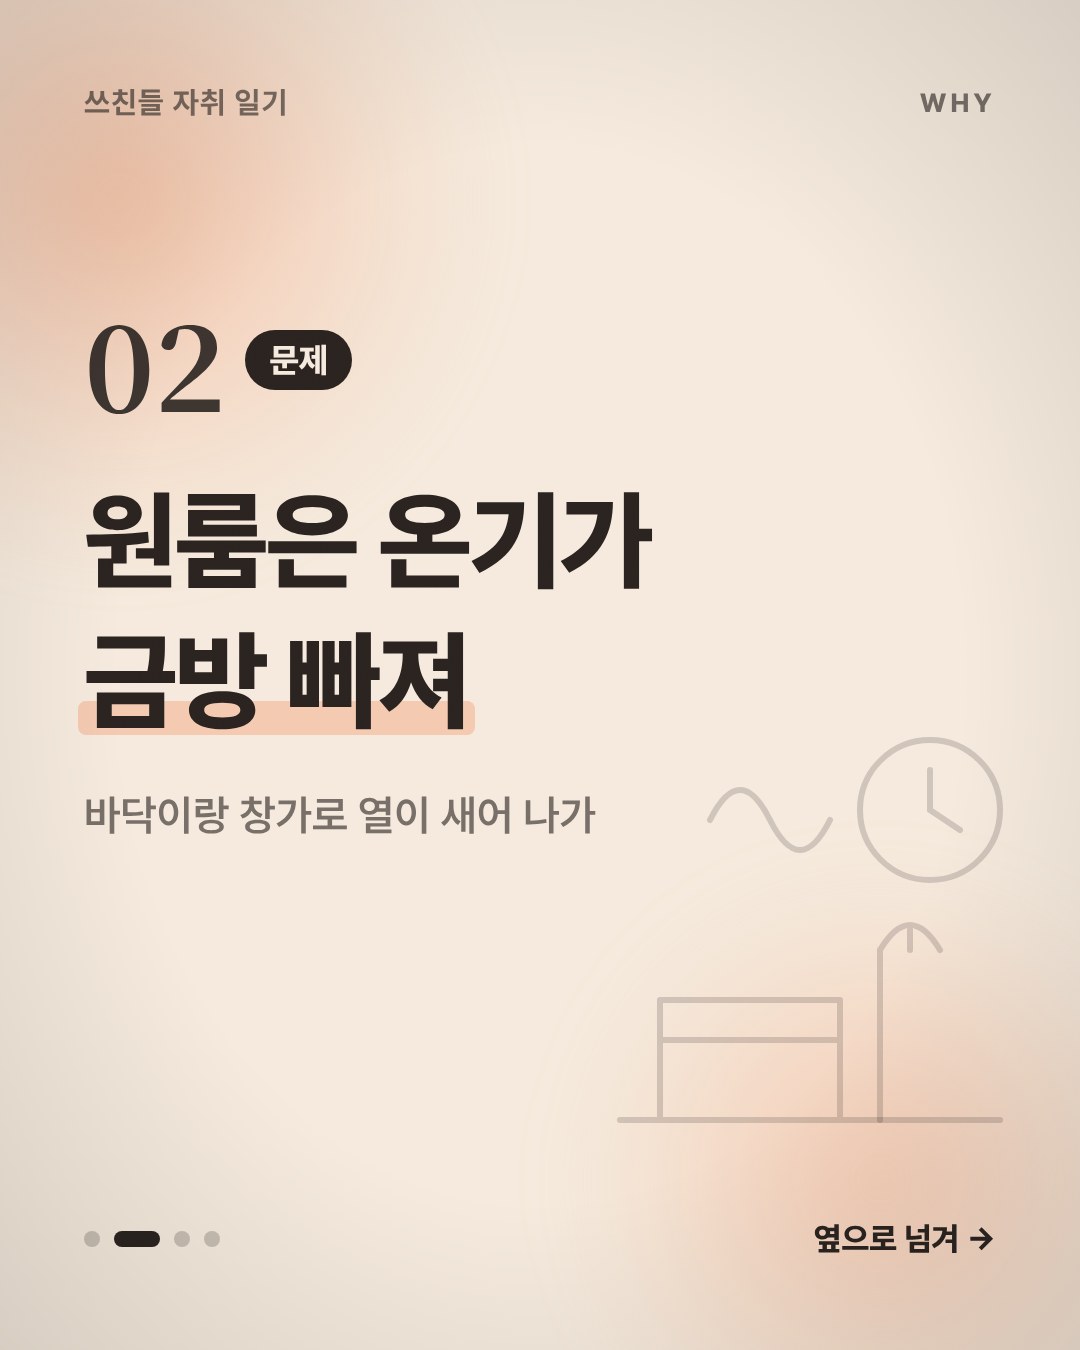 쓰친들 자취 일기
WHY
02
문제
원룸은 온기가
금방 빠져
바닥이랑 창가로 열이 새어 나가
옆으로 넘겨 →